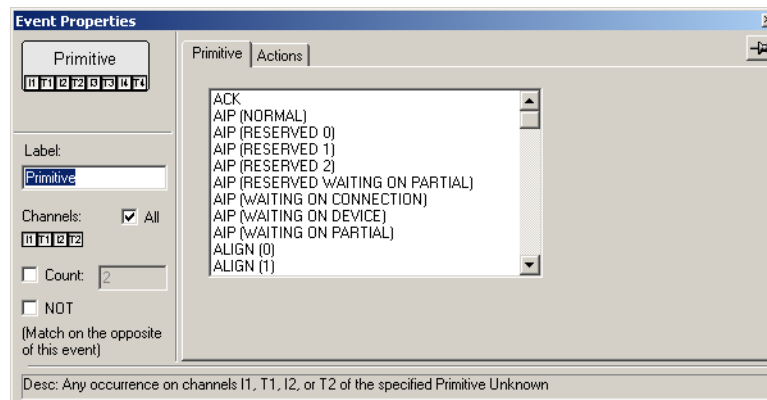 Event Properties
Primitive
I1 T1 I2 T2 I3 T3 I4 T4
Label:
Primitive
Channels: All
I1 T1 I2 T2
Count: 2
NOT
(Match on the opposite
of this event)
Primitive Actions
ACK
AIP (NORMAL)
AIP (RESERVED 0)
AIP (RESERVED 1)
AIP (RESERVED 2)
AIP (RESERVED WAITING ON PARTIAL)
AIP (WAITING ON CONNECTION)
AIP (WAITING ON DEVICE)
AIP (WAITING ON PARTIAL)
ALIGN (0)
ALIGN (1)
Desc: Any occurrence on channels I1, T1, I2, or T2 of the specified Primitive Unknown